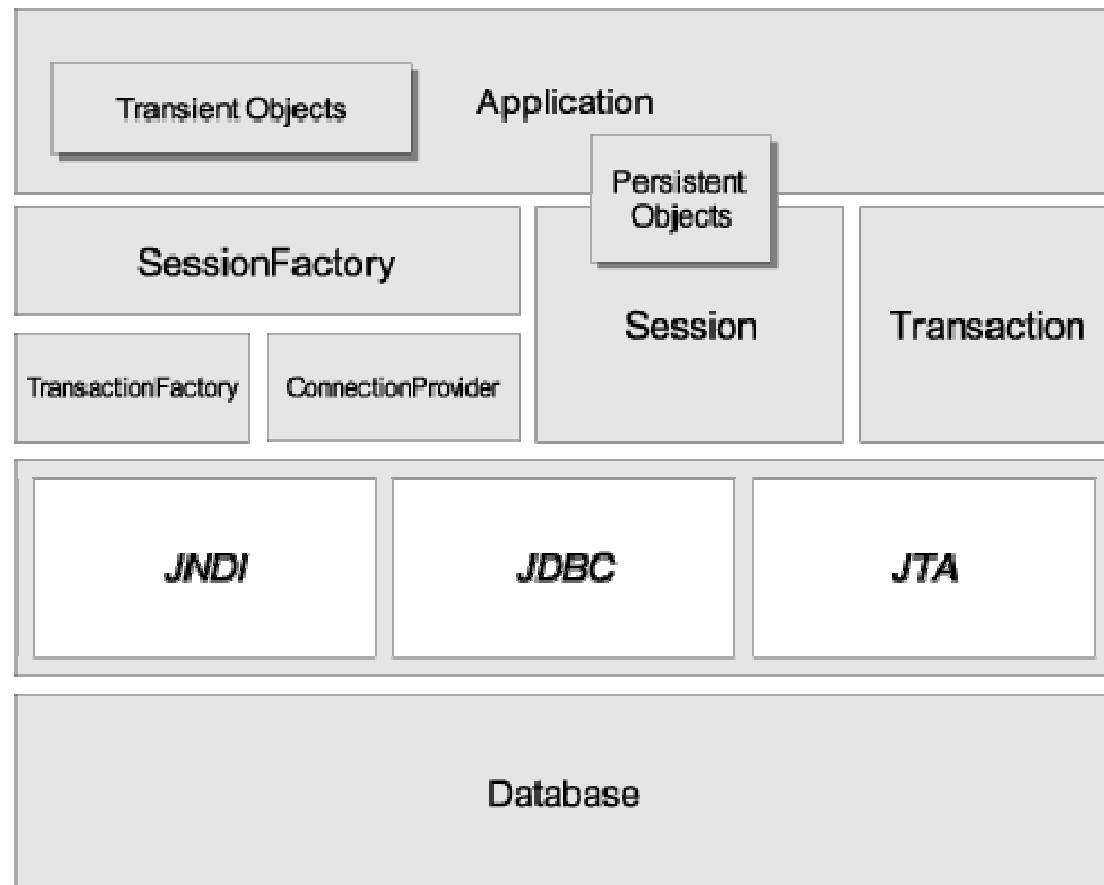 Transient Objects
Application
Persistent
Objects
SessionFactory
Session
Transaction
TransactionFactory
ConnectionProvider
JNDI
JDBC
JTA
Database